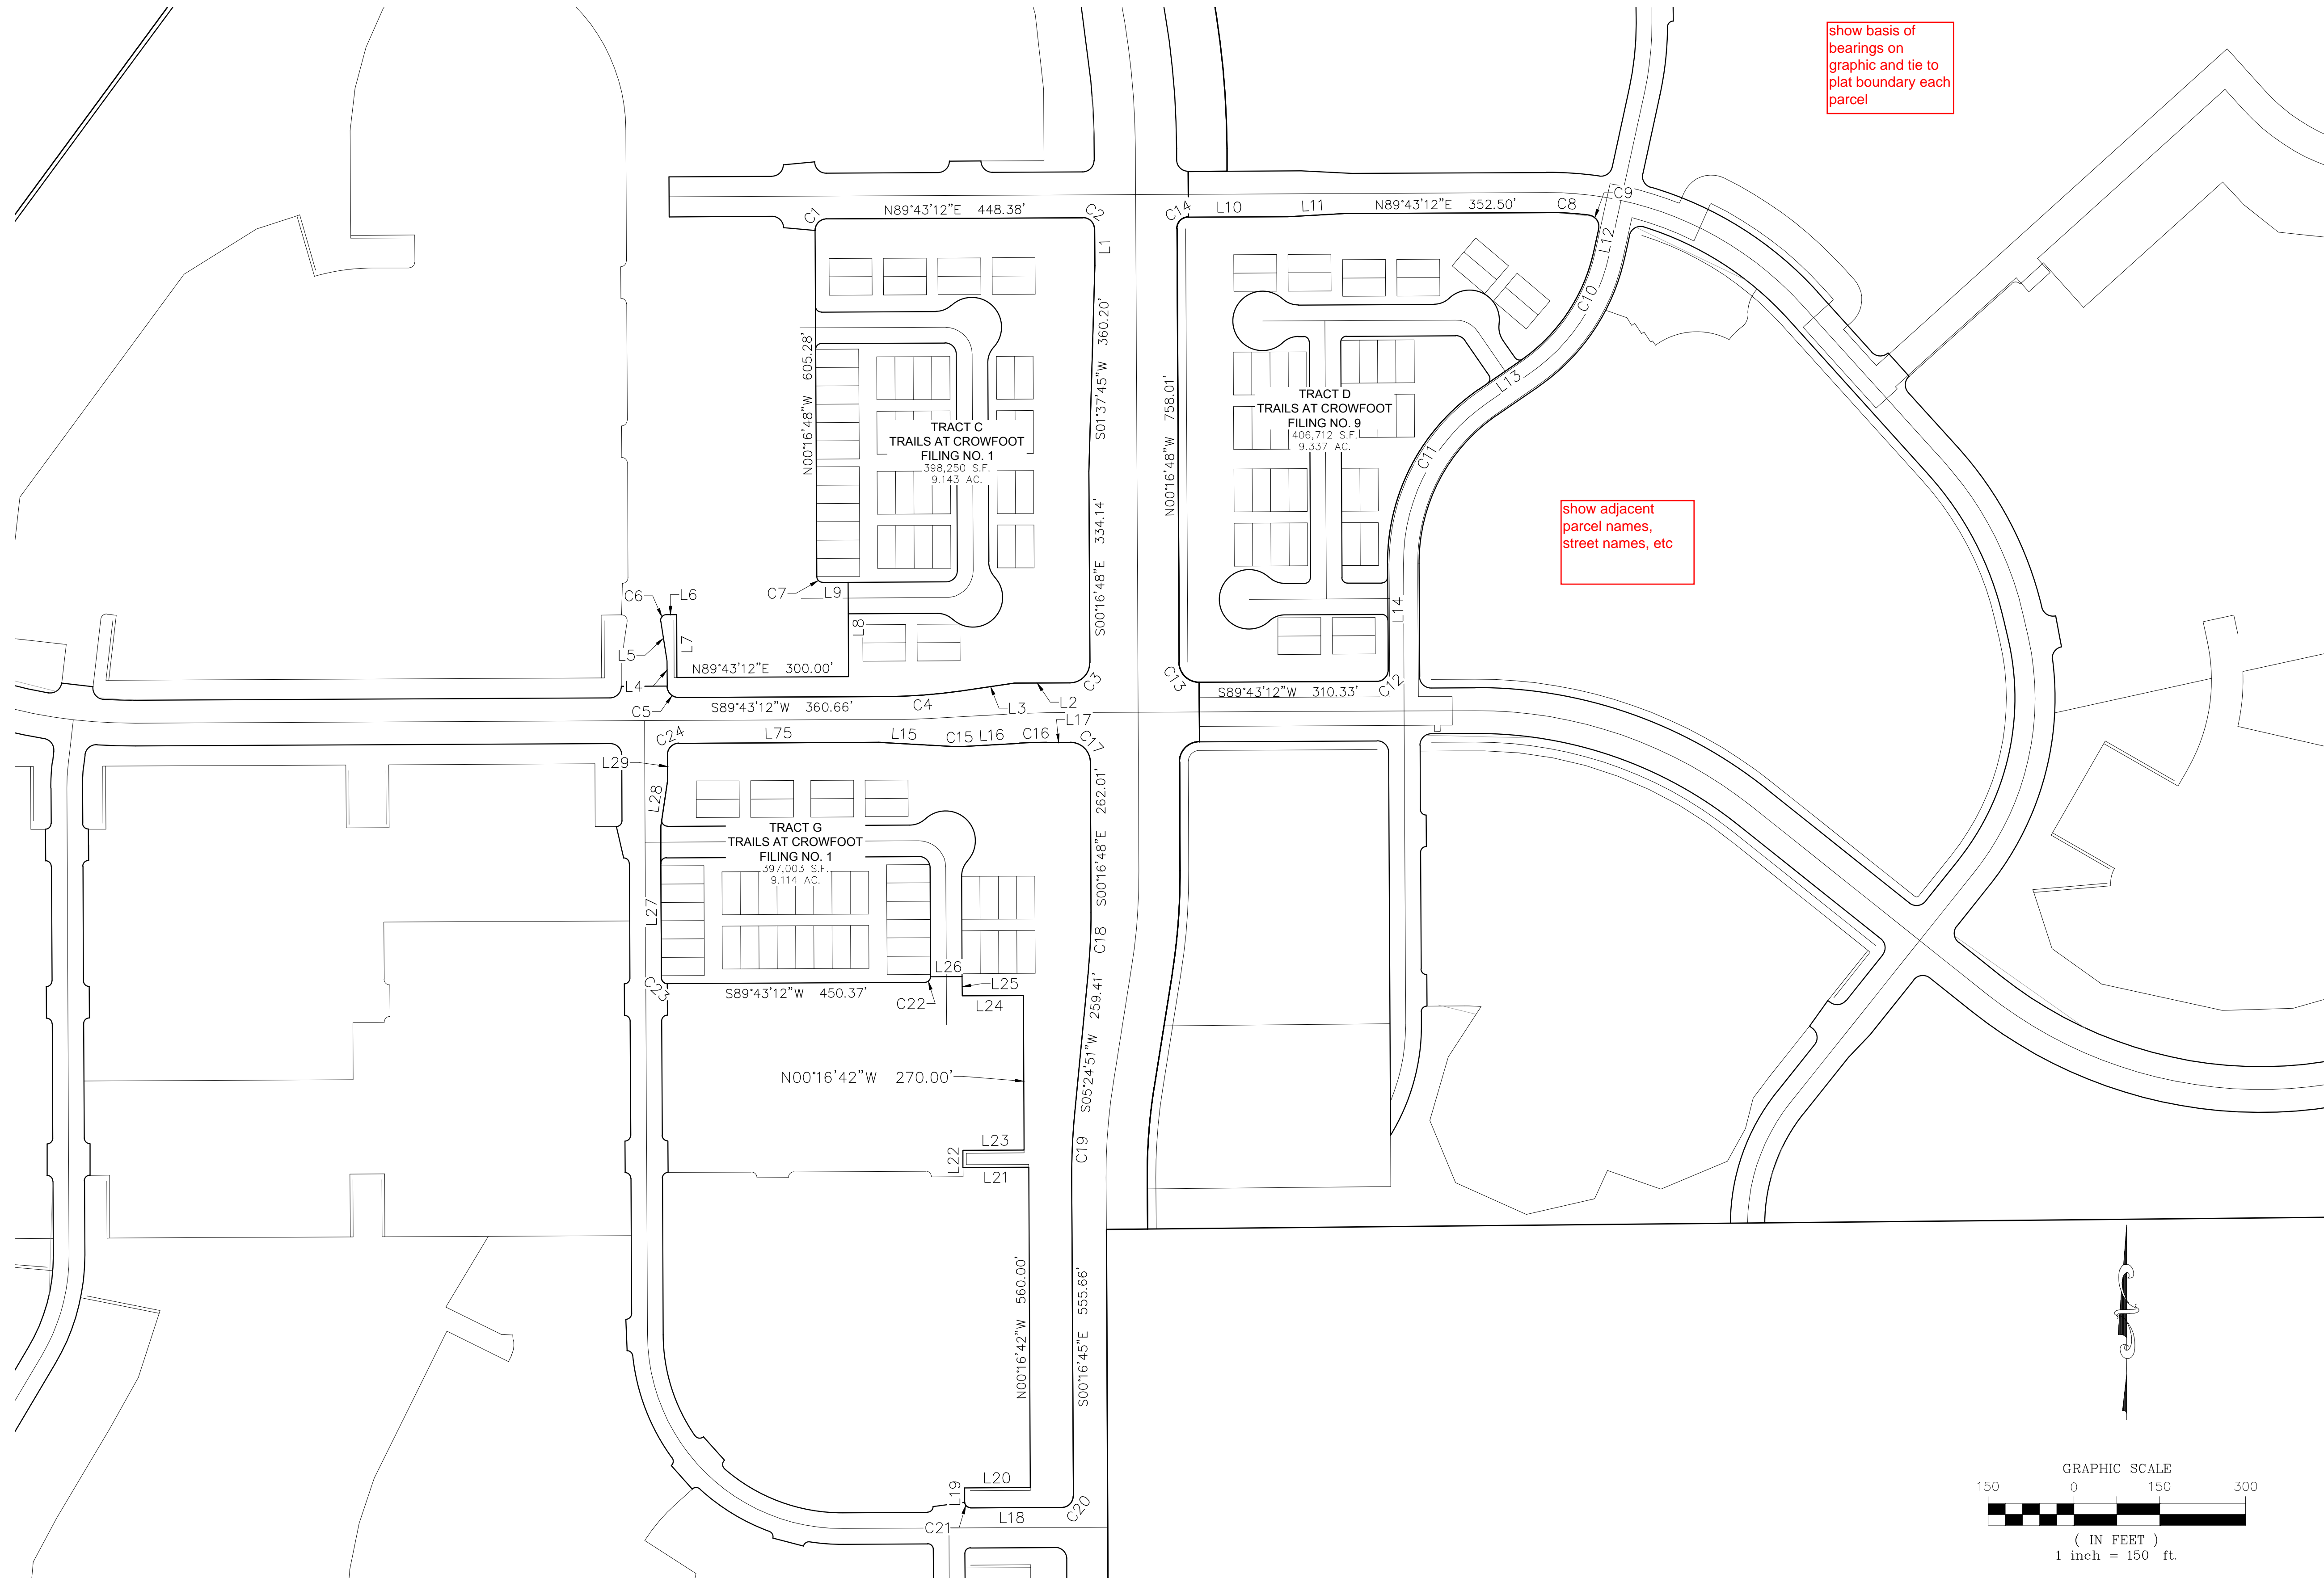 show basis of
bearings on
graphic and tie to
plat boundary each
parcel
C9
C1
N89°43'12"E 448.38'
C2
C14
L10
L11
N89°43'12"E 352.50'
C8
L1
L12
C10
N00°16'48"W 605.28'
S01°37'45"W 360.20'
N00°16'48"W 758.01'
L13
TRACT C
TRAILS AT CROWFOOT
FILING NO. 1
398,250 S.F.
9.143 AC.
TRACT D
TRAILS AT CROWFOOT
FILING NO. 9
406,712 S.F.
9.337 AC.
C11
show adjacent
parcel names,
street names, etc
S00°16'48"E 334.14'
C6
L6
C7
L9
L14
L5
L7
L8
L4
N89°43'12"E 300.00'
C3
C13
C12
S89°43'12"W 310.33'
C5
S89°43'12"W 360.66'
C4
L3
L2
L17
C24
L75
L15
C15
L16
C16
C17
L29
L28
S00°16'48"E 262.01'
TRACT G
TRAILS AT CROWFOOT
FILING NO. 1
397,003 S.F.
9.114 AC.
L27
C18
L26
C23
S89°43'12"W 450.37'
C22
L25
L24
S05°24'51"W 259.41'
N00°16'42"W 270.00'
L23
L22
L21
C19
N00°16'42"W 560.00'
S00°16'45"E 555.66'
L20
L19
C20
L18
C21
GRAPHIC SCALE
150 0 150 300
( IN FEET )
1 inch = 150 ft.